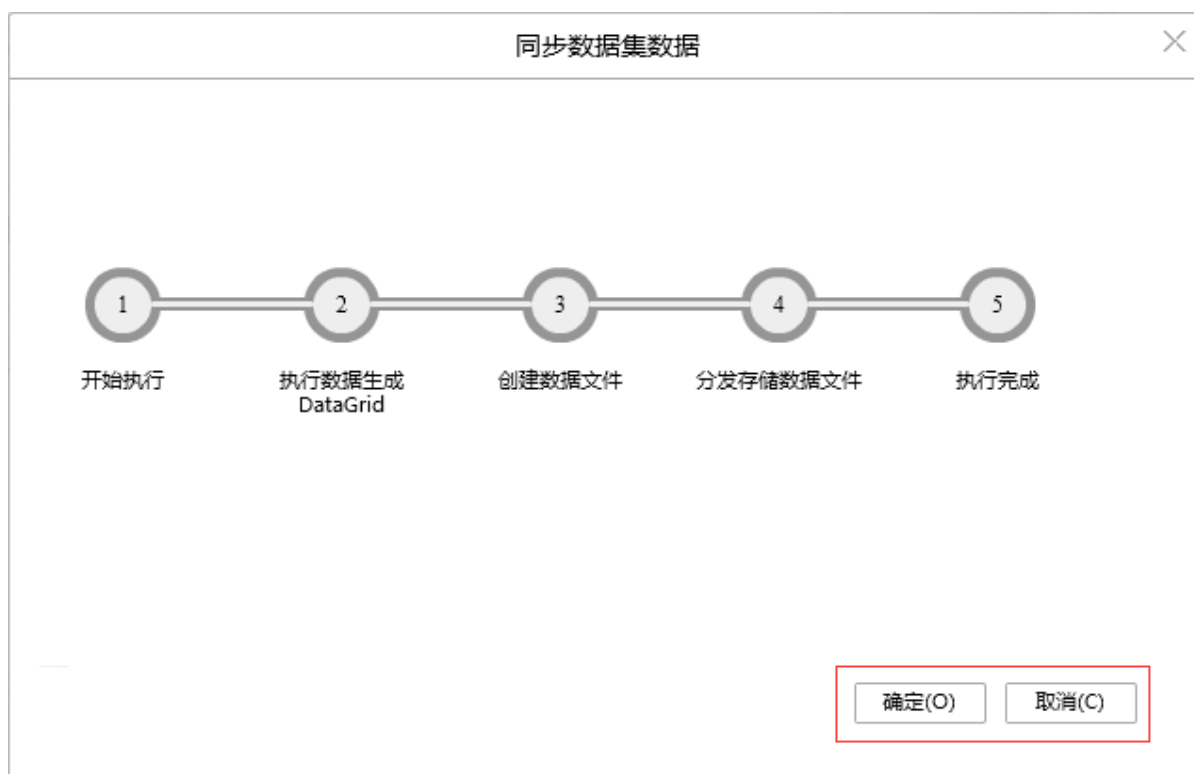 同步数据集数据
1
2
3
4
5
开始执行
执行数据生成
DataGrid
创建数据文件
分发存储数据文件
执行完成
确定(O)
取消(C)